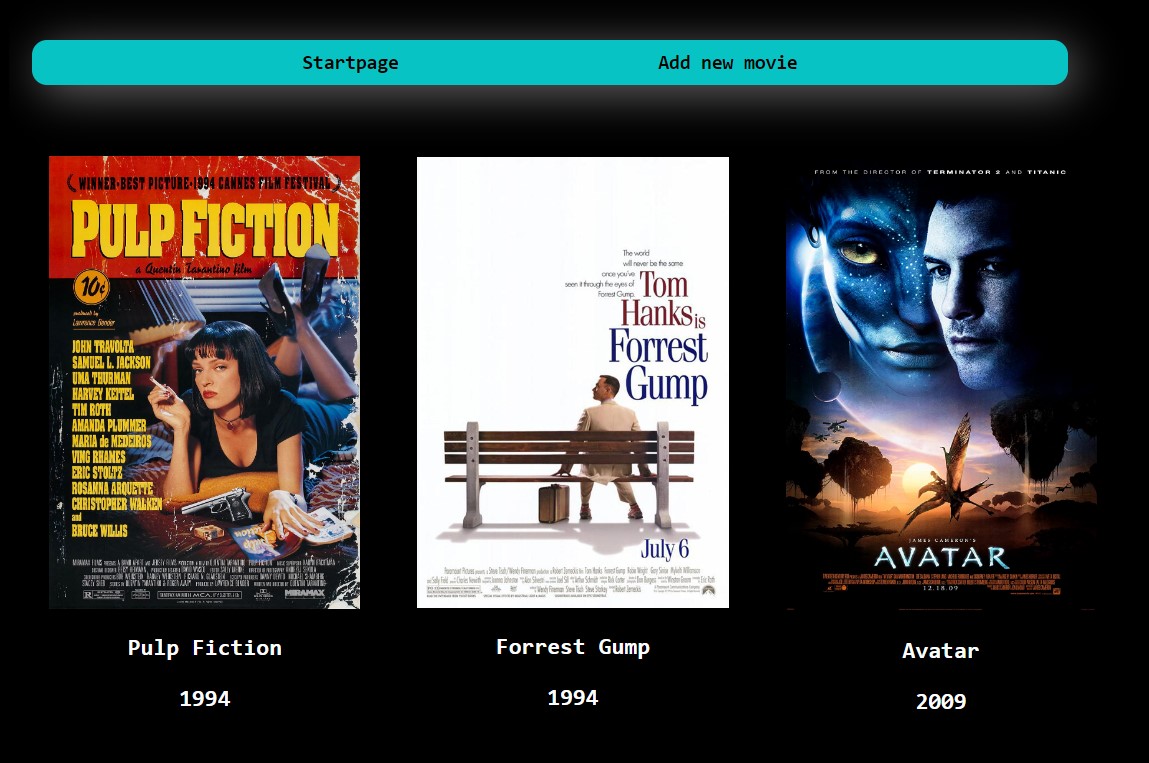 Startpage
Add new movie
WINNER·BEST PICTURE·1994 CANNES FILM FESTIVAL
PULP FICTION
a Quentin Tarantino film
10¢
produced by
Lawrence Bender
JOHN TRAVOLTA
SAMUEL L. JACKSON
UMA THURMAN
HARVEY KEITEL
TIM ROTH
AMANDA PLUMMER
MARIA de MEDEIROS
VING RHAMES
ERIC STOLTZ
ROSANNA ARQUETTE
CHRISTOPHER WALKEN
and
BRUCE WILLIS
R
MIRAMAX
The world
will never be the same
once you've
seen it through the eyes of
Forrest Gump.
Tom
Hanks is
Forrest
Gump
July 6
FROM THE DIRECTOR OF TERMINATOR 2 AND TITANIC
JAMES CAMERON'S
AVATAR
12.18.09
Pulp Fiction
1994
Forrest Gump
1994
Avatar
2009